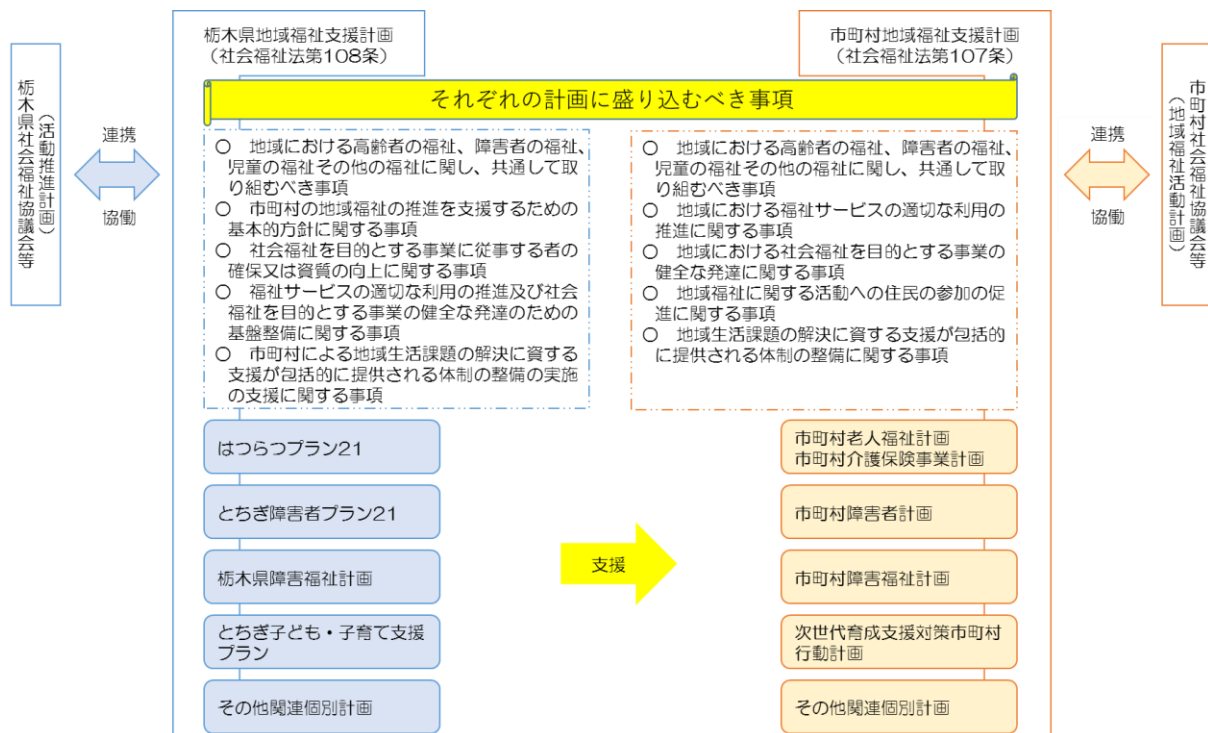 栃木県地域福祉支援計画
(社会福祉法第108条)
市町村地域福祉支援計画
(社会福祉法第107条)
それぞれの計画に盛り込むべき事項
栃木県社会福祉協議会等
(活動推進計画)
連携
協働
○ 地域における高齢者の福祉、障害者の福祉、
児童の福祉その他の福祉に関し、共通して取
り組むべき事項
○ 市町村の地域福祉の推進を支援するための
基本的方針に関する事項
○ 社会福祉を目的とする事業に従事する者の
確保又は資質の向上に関する事項
○ 福祉サービスの適切な利用の推進及び社会
福祉を目的とする事業の健全な発達のための
基盤整備に関する事項
○ 市町村による地域生活課題の解決に資する
支援が包括的に提供される体制の整備の実施
の支援に関する事項
○ 地域における高齢者の福祉、障害者の福祉、
児童の福祉その他の福祉に関し、共通して取
り組むべき事項
○ 地域における福祉サービスの適切な利用の
推進に関する事項
○ 地域における社会福祉を目的とする事業の
健全な発達に関する事項
○ 地域福祉に関する活動への住民の参加の促
進に関する事項
○ 地域生活課題の解決に資する支援が包括的
に提供される体制の整備に関する事項
連携
協働
市町村社会福祉協議会等
(地域福祉活動計画)
はつらつプラン21
とちぎ障害者プラン21
栃木県障害福祉計画
とちぎ子ども・子育て支援
プラン
その他関連個別計画
支援
市町村老人福祉計画
市町村介護保険事業計画
市町村障害者計画
市町村障害福祉計画
次世代育成支援対策市町村
行動計画
その他関連個別計画